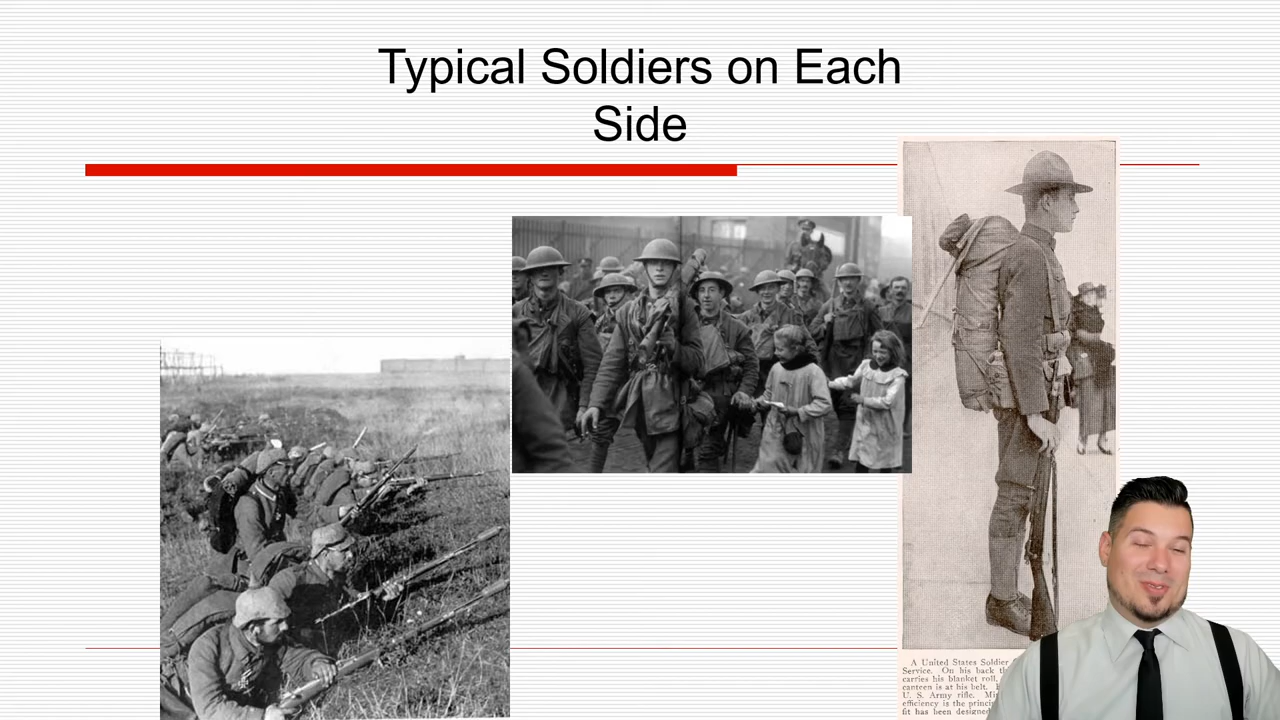 Typical Soldiers on Each
Side
A United States Soldier
Service. On his back th
carries his blanket roll.
canteen is at his belt.
U. S. Army rifle. Mi
efficiency is the princi
fit has been designed